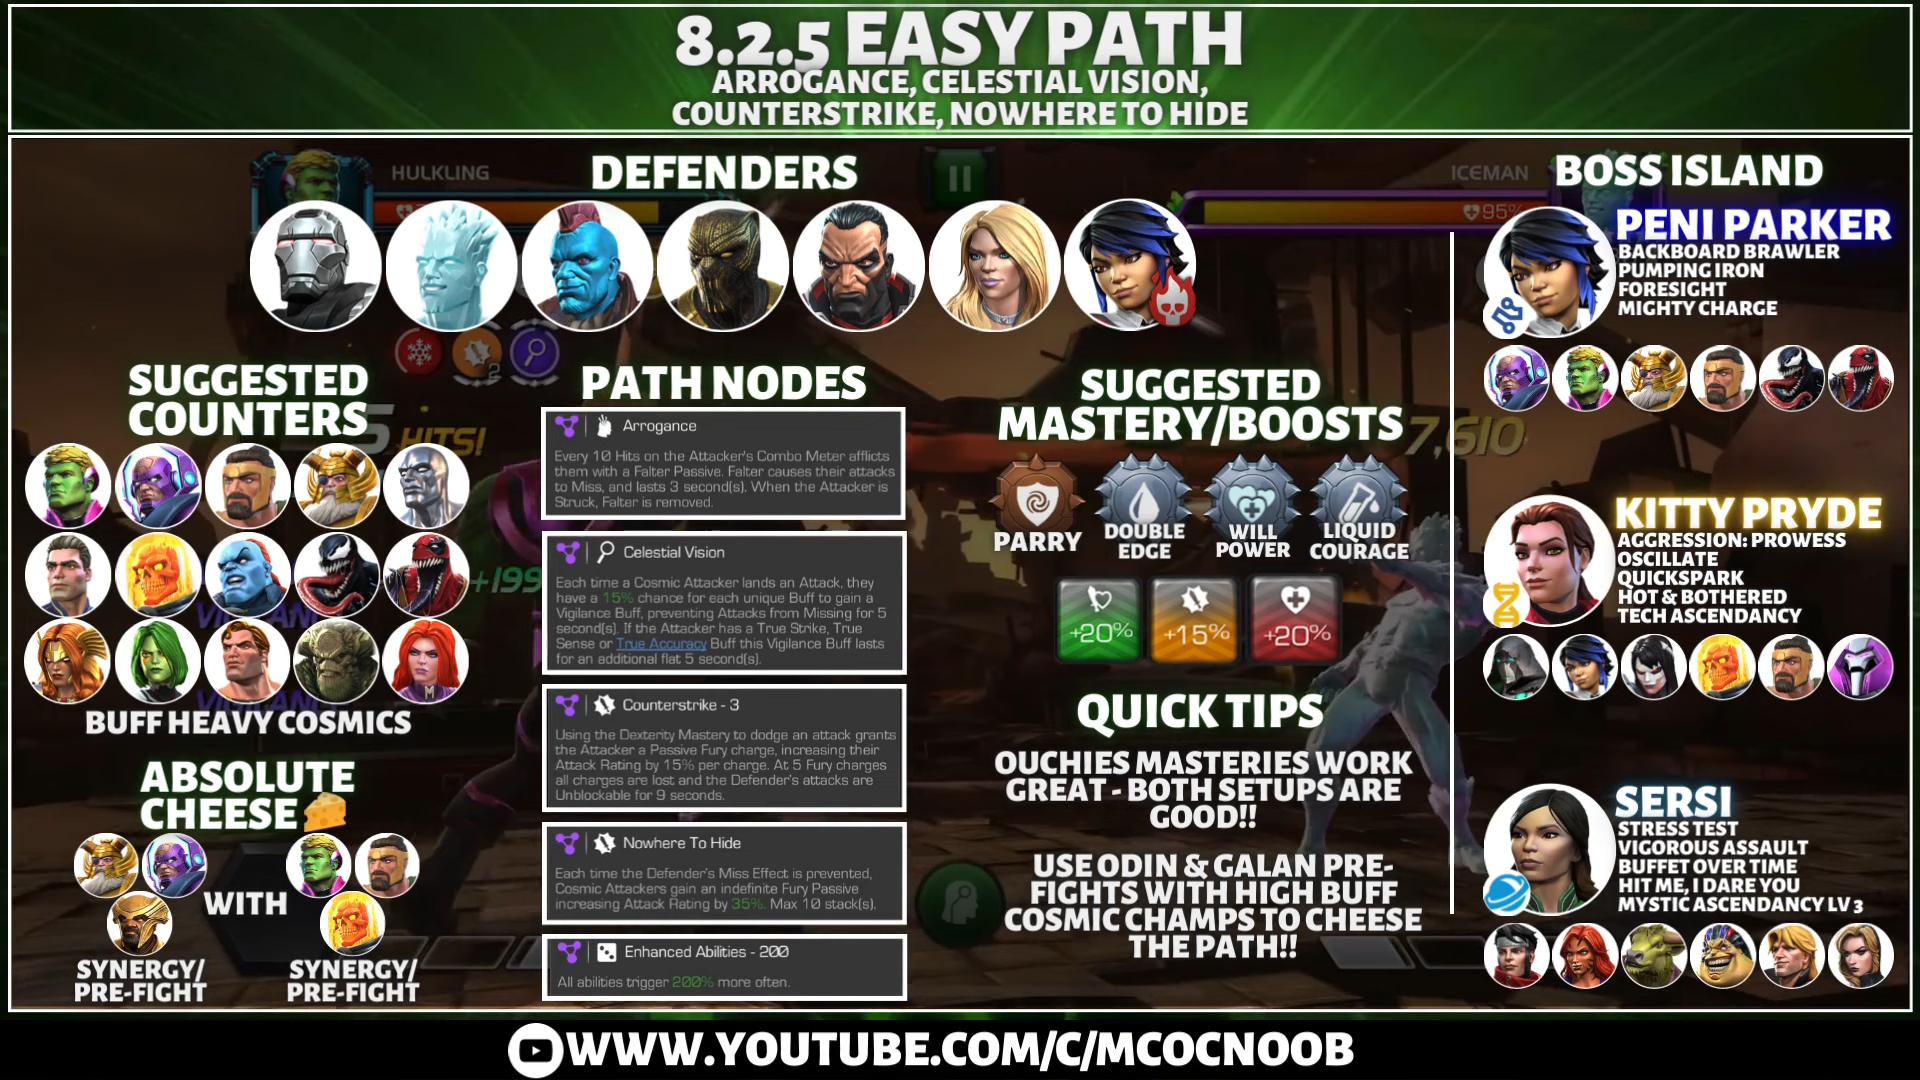 8.2.5 EASY PATH
ARROGANCE, CELESTIAL VISION,
COUNTERSTRIKE, NOWHERE TO HIDE
HULKLING
DEFENDERS
ICEMAN
95%
2
SUGGESTED
COUNTERS
5 HITS!
+199
BUFF HEAVY COSMICS
ABSOLUTE
CHEESE
WITH
SYNERGY/
PRE-FIGHT
SYNERGY/
PRE-FIGHT
PATH NODES
Arrogance
Every 10 Hits on the Attacker's Combo Meter afflicts
them with a Falter Passive. Falter causes their attacks
to Miss, and lasts 3 second(s). When the Attacker is
Struck, Falter is removed.
Celestial Vision
Each time a Cosmic Attacker lands an Attack, they
have a 15% chance for each unique Buff to gain a
Vigilance Buff, preventing Attacks from Missing for 5
second(s). If the Attacker has a True Strike, True
Sense or True Accuracy Buff this Vigilance Buff lasts
for an additional flat 5 second(s).
Counterstrike - 3
Using the Dexterity Mastery to dodge an attack grants
the Attacker a Passive Fury charge, increasing their
Attack Rating by 15% per charge. At 5 Fury charges
all charges are lost and the Defender's attacks are
Unblockable for 9 seconds.
Nowhere To Hide
Each time the Defender's Miss Effect is prevented,
Cosmic Attackers gain an indefinite Fury Passive
increasing Attack Rating by 35%. Max 10 stack(s).
Enhanced Abilities - 200
All abilities trigger 200% more often.
SUGGESTED
MASTERY/BOOSTS
7,610
PARRY
DOUBLE
EDGE
WILL
POWER
LIQUID
COURAGE
+20%
+15%
+20%
QUICK TIPS
OUCHIES MASTERIES WORK
GREAT - BOTH SETUPS ARE
GOOD!!
USE ODIN & GALAN PRE-
FIGHTS WITH HIGH BUFF
COSMIC CHAMPS TO CHEESE
THE PATH!!
BOSS ISLAND
PENI PARKER
BACKBOARD BRAWLER
PUMPING IRON
FORESIGHT
MIGHTY CHARGE
KITTY PRYDE
AGGRESSION: PROWESS
OSCILLATE
QUICKSPARK
HOT & BOTHERED
TECH ASCENDANCY
SERSI
STRESS TEST
VIGOROUS ASSAULT
BUFFET OVER TIME
HIT ME, I DARE YOU
MYSTIC ASCENDANCY LV 3
WWW.YOUTUBE.COM/C/MCOCNOOB